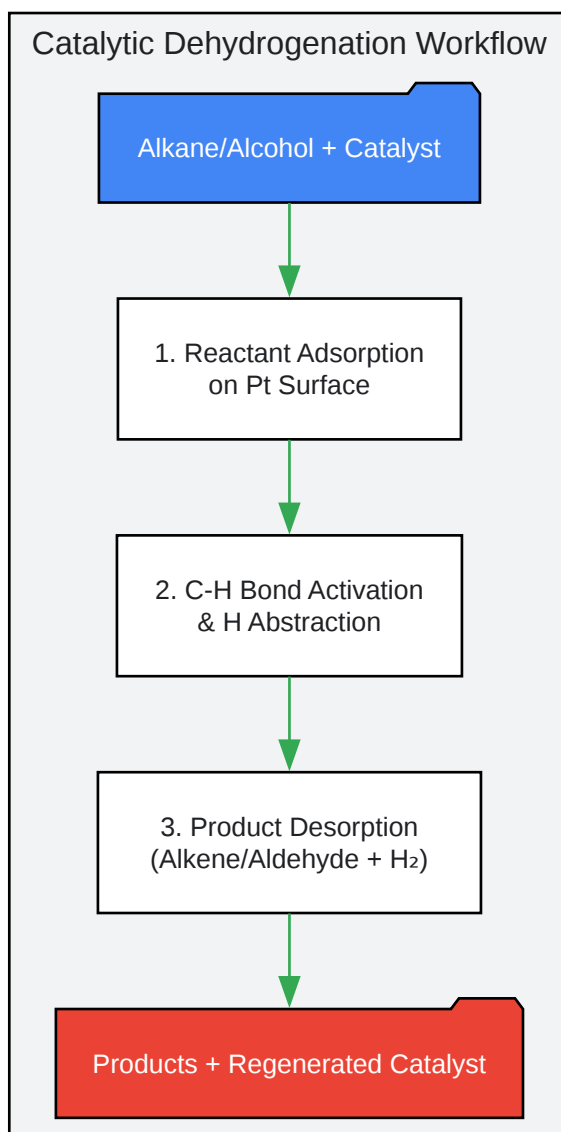 Catalytic Dehydrogenation Workflow
Alkane/Alcohol + Catalyst
1. Reactant Adsorption
on Pt Surface
2. C-H Bond Activation
& H Abstraction
3. Product Desorption
(Alkene/Aldehyde + H₂)
Products + Regenerated Catalyst